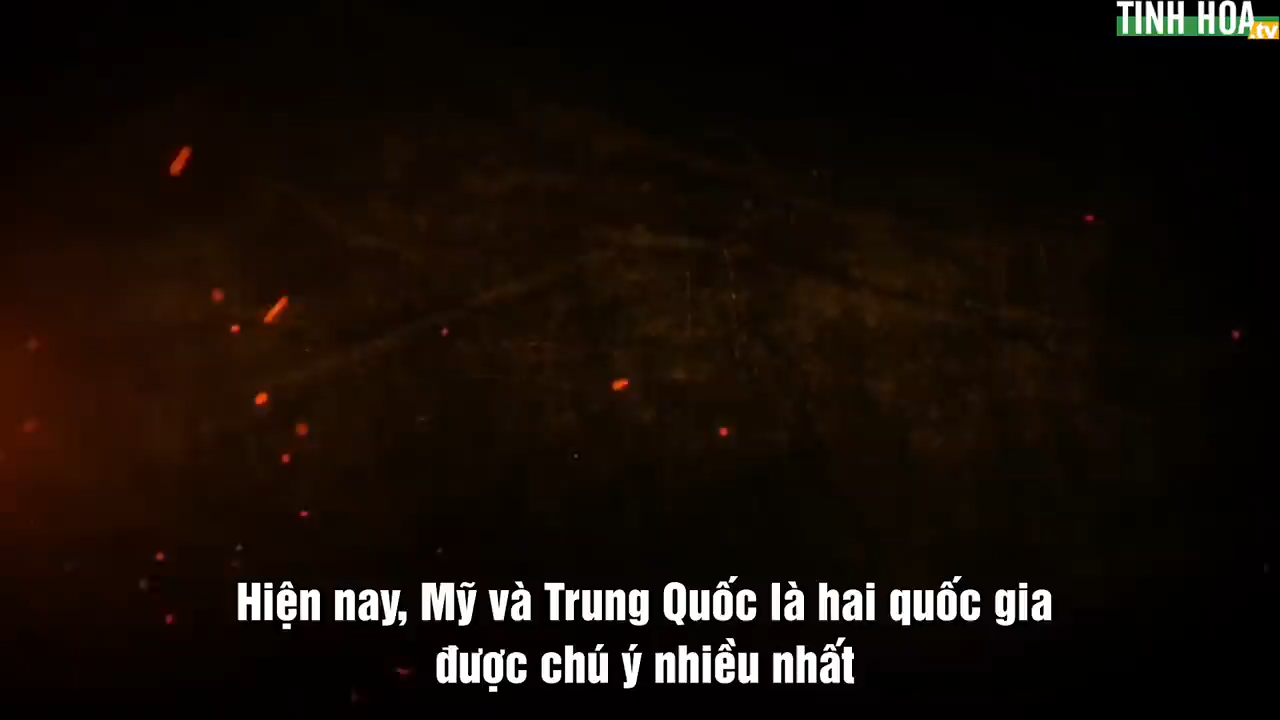 TINH HOA
.tv
Hiện nay, Mỹ và Trung Quốc là hai quốc gia
được chú ý nhiều nhất